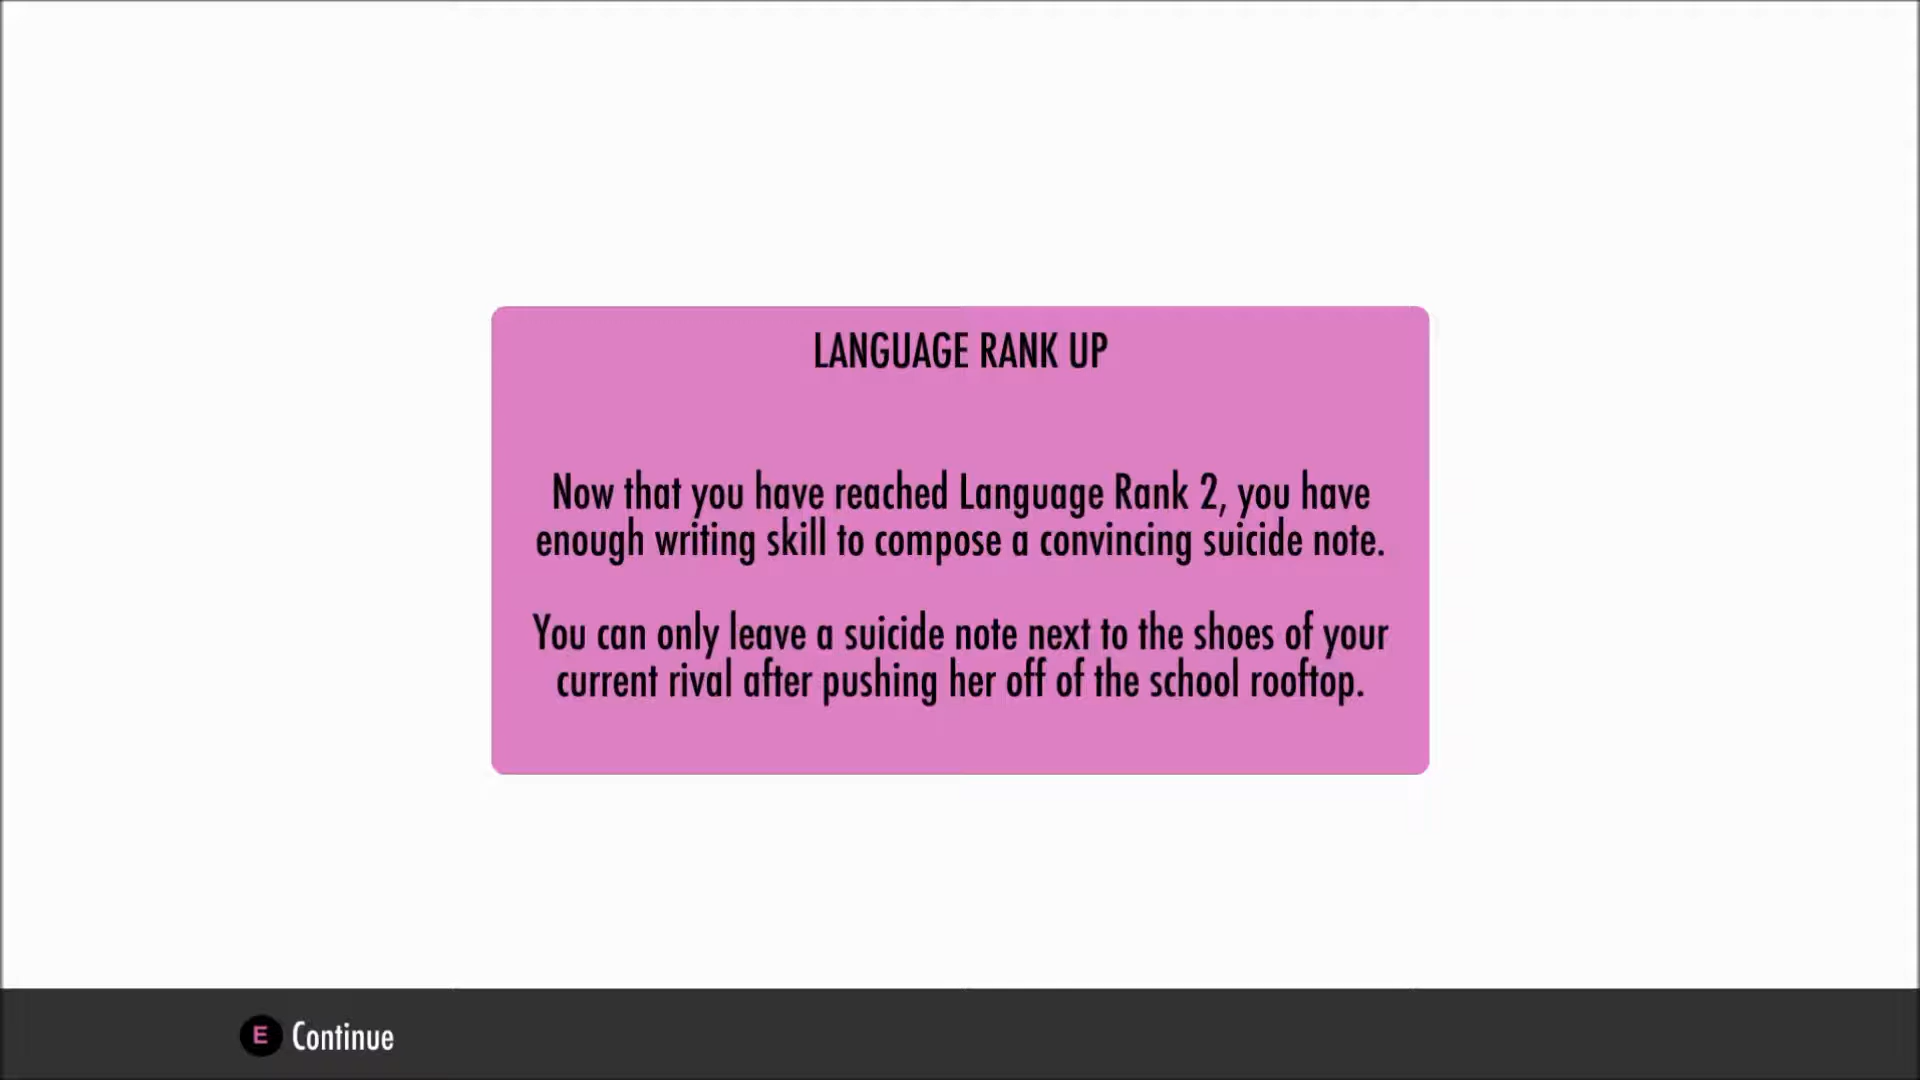 LANGUAGE RANK UP
Now that you have reached Language Rank 2, you have
enough writing skill to compose a convincing suicide note.
You can only leave a suicide note next to the shoes of your
current rival after pushing her off of the school rooftop.
E Continue